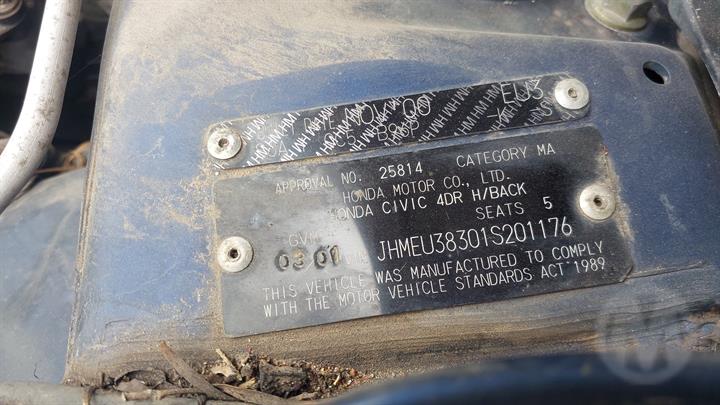 EU3
APPROVAL NO. 25814 CATEGORY MA
HONDA MOTOR CO., LTD.
HONDA CIVIC 4DR H/BACK
SEATS 5
GVM
03 01
JHMEU38301S201176
THIS VEHICLE WAS MANUFACTURED TO COMPLY
WITH THE MOTOR VEHICLE STANDARDS ACT 1989